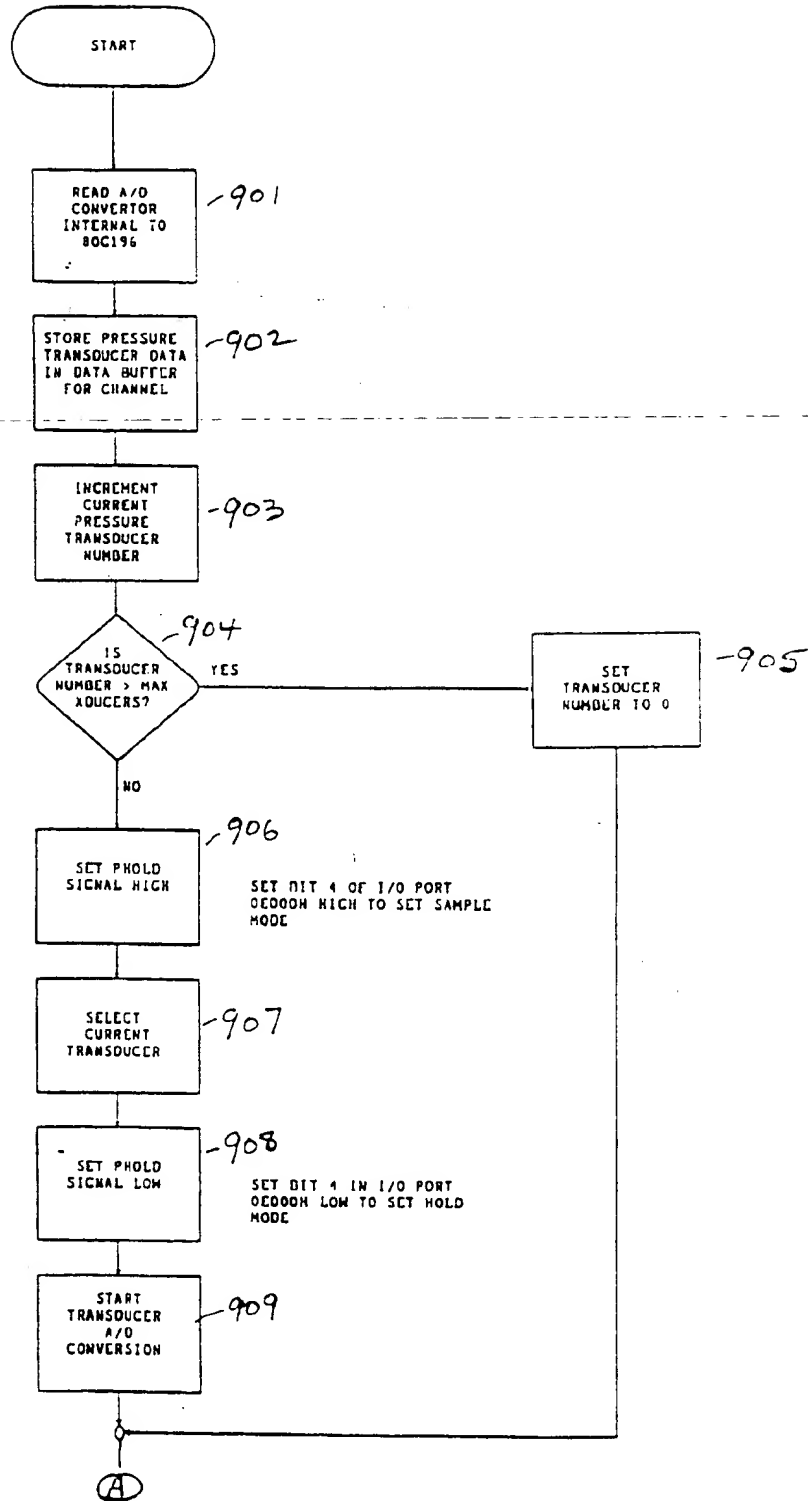 START
READ A/D
CONVERTOR
INTERNAL TO
80C196
901
STORE PRESSURE
TRANSDUCER DATA
IN DATA BUFFER
FOR CHANNEL
902
INCREMENT
CURRENT
PRESSURE
TRANSDUCER
NUMBER
903
IS
TRANSDUCER
NUMBER > MAX
XDUCERS?
904
YES
SET
TRANSDUCER
NUMBER TO 0
905
NO
SET PHOLD
SIGNAL HIGH
906
SET BIT 4 OF I/O PORT
0E000H HIGH TO SET SAMPLE
MODE
SELECT
CURRENT
TRANSDUCER
907
SET PHOLD
SIGNAL LOW
908
SET BIT 4 IN I/O PORT
0E000H LOW TO SET HOLD
MODE
START
TRANSDUCER
A/D
CONVERSION
909
A